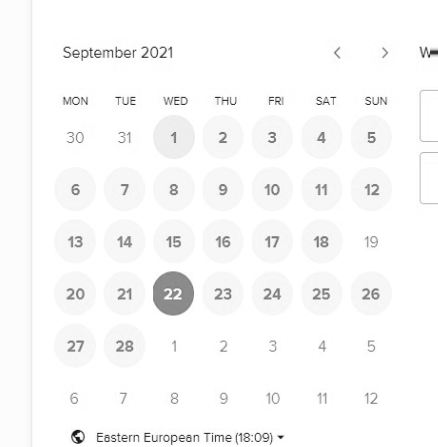 September 2021
MON TUE WED THU FRI SAT SUN
30 31 1 2 3 4 5
6 7 8 9 10 11 12
13 14 15 16 17 18 19
20 21 22 23 24 25 26
27 28 1 2 3 4 5
6 7 8 9 10 11 12
Eastern European Time (18:09)